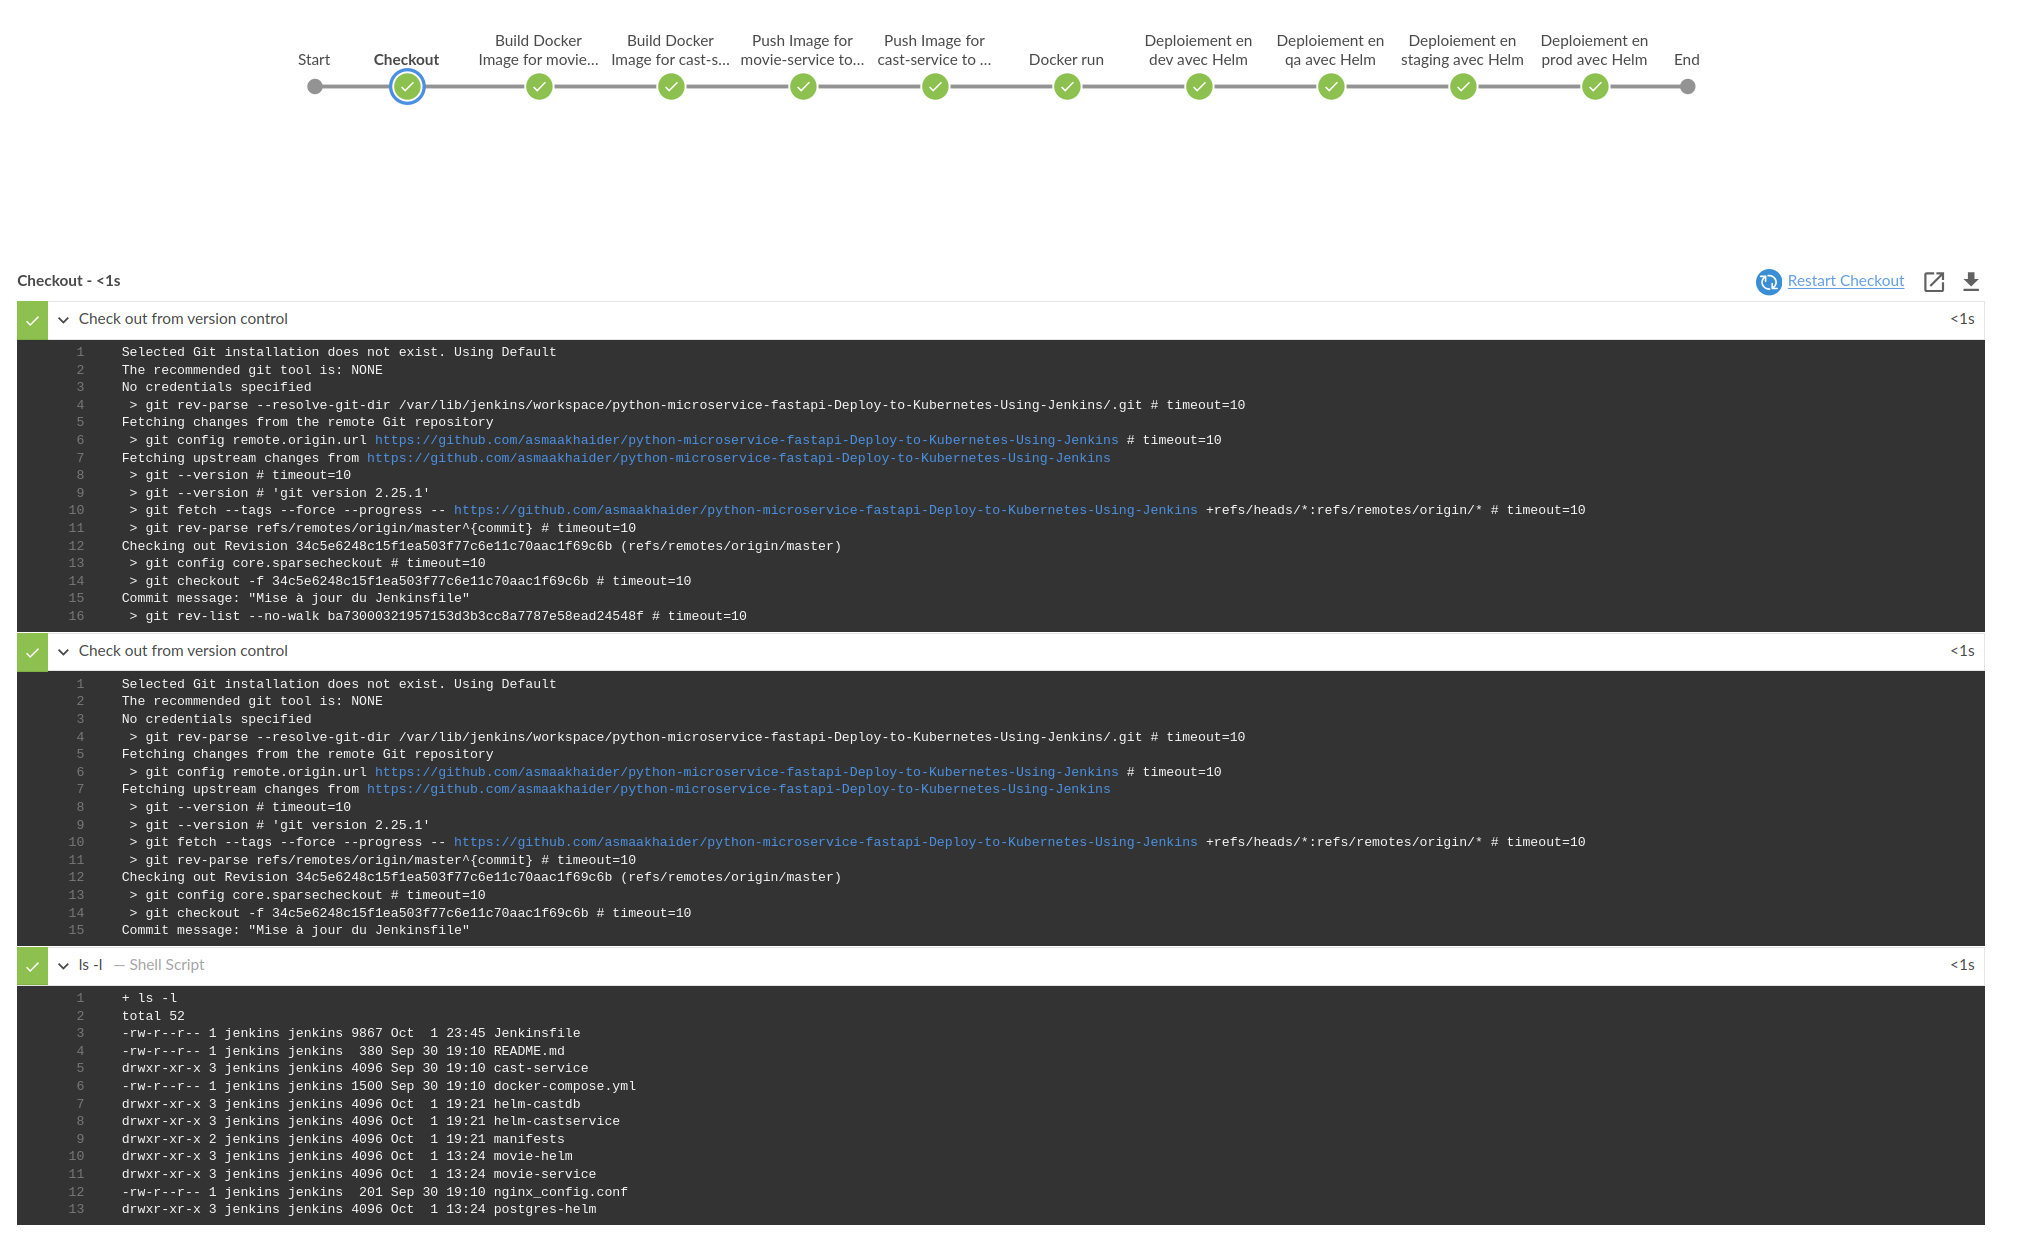 Start
Checkout
Build Docker
Image for movie...
Build Docker
Image for cast-s...
Push Image for
movie-service to...
Push Image for
cast-service to ...
Docker run
Deploiement en
dev avec Helm
Deploiement en
qa avec Helm
Deploiement en
staging avec Helm
Deploiement en
prod avec Helm
End
Checkout - <1s
Restart Checkout
Check out from version control <1s
1 Selected Git installation does not exist. Using Default
2 The recommended git tool is: NONE
3 No credentials specified
4 > git rev-parse --resolve-git-dir /var/lib/jenkins/workspace/python-microservice-fastapi-Deploy-to-Kubernetes-Using-Jenkins/.git # timeout=10
5 Fetching changes from the remote Git repository
6 > git config remote.origin.url https://github.com/asmaakhaider/python-microservice-fastapi-Deploy-to-Kubernetes-Using-Jenkins # timeout=10
7 Fetching upstream changes from https://github.com/asmaakhaider/python-microservice-fastapi-Deploy-to-Kubernetes-Using-Jenkins
8 > git --version # timeout=10
9 > git --version # 'git version 2.25.1'
10 > git fetch --tags --force --progress -- https://github.com/asmaakhaider/python-microservice-fastapi-Deploy-to-Kubernetes-Using-Jenkins +refs/heads/*:refs/remotes/origin/* # timeout=10
11 > git rev-parse refs/remotes/origin/master^{commit} # timeout=10
12 Checking out Revision 34c5e6248c15f1ea503f77c6e11c70aac1f69c6b (refs/remotes/origin/master)
13 > git config core.sparsecheckout # timeout=10
14 > git checkout -f 34c5e6248c15f1ea503f77c6e11c70aac1f69c6b # timeout=10
15 Commit message: "Mise à jour du Jenkinsfile"
16 > git rev-list --no-walk ba73000321957153d3b3cc8a7787e58ead24548f # timeout=10
Check out from version control <1s
1 Selected Git installation does not exist. Using Default
2 The recommended git tool is: NONE
3 No credentials specified
4 > git rev-parse --resolve-git-dir /var/lib/jenkins/workspace/python-microservice-fastapi-Deploy-to-Kubernetes-Using-Jenkins/.git # timeout=10
5 Fetching changes from the remote Git repository
6 > git config remote.origin.url https://github.com/asmaakhaider/python-microservice-fastapi-Deploy-to-Kubernetes-Using-Jenkins # timeout=10
7 Fetching upstream changes from https://github.com/asmaakhaider/python-microservice-fastapi-Deploy-to-Kubernetes-Using-Jenkins
8 > git --version # timeout=10
9 > git --version # 'git version 2.25.1'
10 > git fetch --tags --force --progress -- https://github.com/asmaakhaider/python-microservice-fastapi-Deploy-to-Kubernetes-Using-Jenkins +refs/heads/*:refs/remotes/origin/* # timeout=10
11 > git rev-parse refs/remotes/origin/master^{commit} # timeout=10
12 Checking out Revision 34c5e6248c15f1ea503f77c6e11c70aac1f69c6b (refs/remotes/origin/master)
13 > git config core.sparsecheckout # timeout=10
14 > git checkout -f 34c5e6248c15f1ea503f77c6e11c70aac1f69c6b # timeout=10
15 Commit message: "Mise à jour du Jenkinsfile"
ls -l — Shell Script <1s
1 + ls -l
2 total 52
3 -rw-r--r-- 1 jenkins jenkins 9867 Oct  1 23:45 Jenkinsfile
4 -rw-r--r-- 1 jenkins jenkins  380 Sep 30 19:10 README.md
5 drwxr-xr-x 3 jenkins jenkins 4096 Sep 30 19:10 cast-service
6 -rw-r--r-- 1 jenkins jenkins 1500 Sep 30 19:10 docker-compose.yml
7 drwxr-xr-x 3 jenkins jenkins 4096 Oct  1 19:21 helm-castdb
8 drwxr-xr-x 3 jenkins jenkins 4096 Oct  1 19:21 helm-castservice
9 drwxr-xr-x 2 jenkins jenkins 4096 Oct  1 19:21 manifests
10 drwxr-xr-x 3 jenkins jenkins 4096 Oct  1 13:24 movie-helm
11 drwxr-xr-x 3 jenkins jenkins 4096 Oct  1 13:24 movie-service
12 -rw-r--r-- 1 jenkins jenkins  201 Sep 30 19:10 nginx_config.conf
13 drwxr-xr-x 3 jenkins jenkins 4096 Oct  1 13:24 postgres-helm